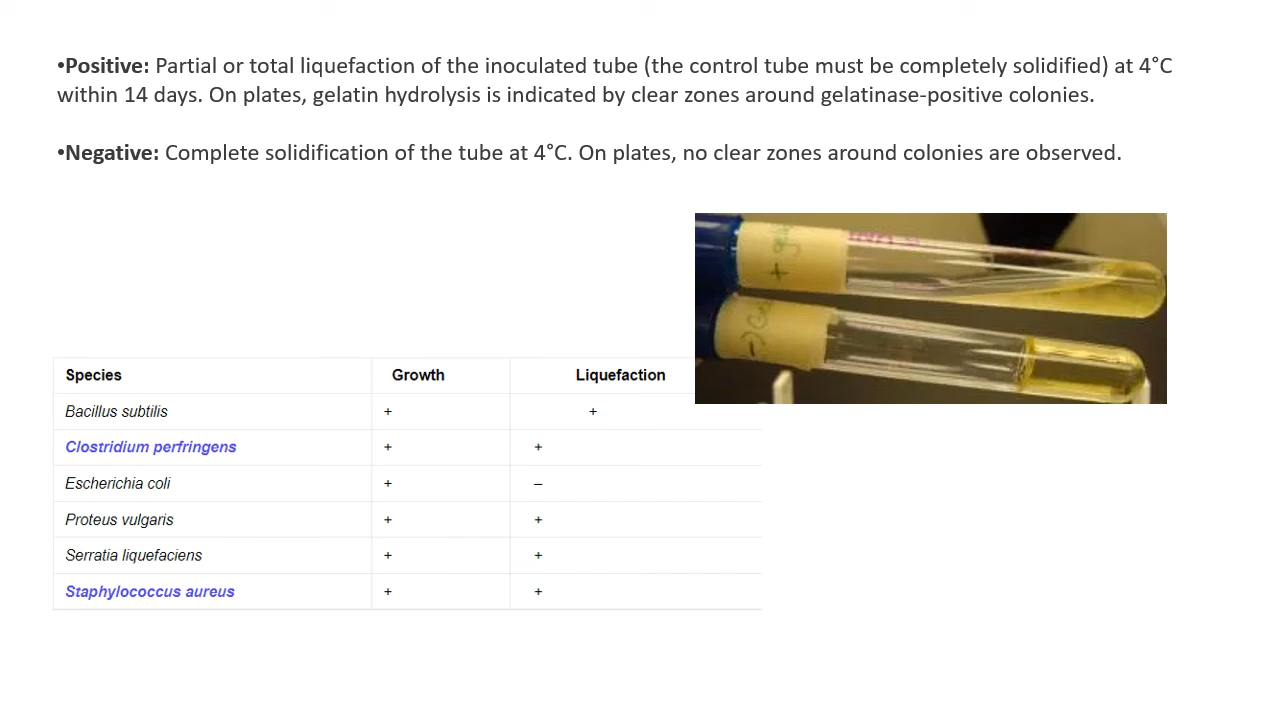 •Positive: Partial or total liquefaction of the inoculated tube (the control tube must be completely solidified) at 4°C
within 14 days. On plates, gelatin hydrolysis is indicated by clear zones around gelatinase-positive colonies.
•Negative: Complete solidification of the tube at 4°C. On plates, no clear zones around colonies are observed.
Species Growth Liquefaction
Bacillus subtilis + +
Clostridium perfringens + +
Escherichia coli + –
Proteus vulgaris + +
Serratia liquefaciens + +
Staphylococcus aureus + +